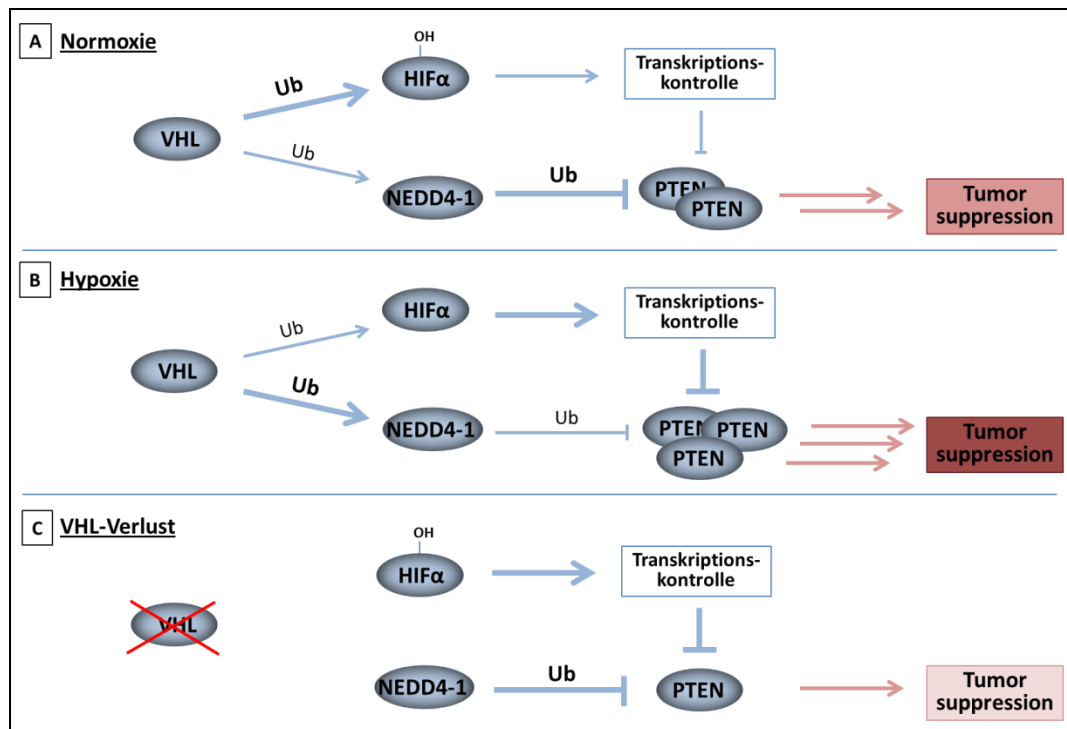 A Normoxie
OH
HIFα
Transkriptions-
kontrolle
Ub
VHL
Ub
NEDD4-1
Ub
PTEN
PTEN
Tumor
suppression
B Hypoxie
HIFα
Transkriptions-
kontrolle
Ub
VHL
Ub
NEDD4-1
Ub
PTEN PTEN
PTEN
Tumor
suppression
C VHL-Verlust
OH
HIFα
Transkriptions-
kontrolle
VHL
NEDD4-1
Ub
PTEN
Tumor
suppression